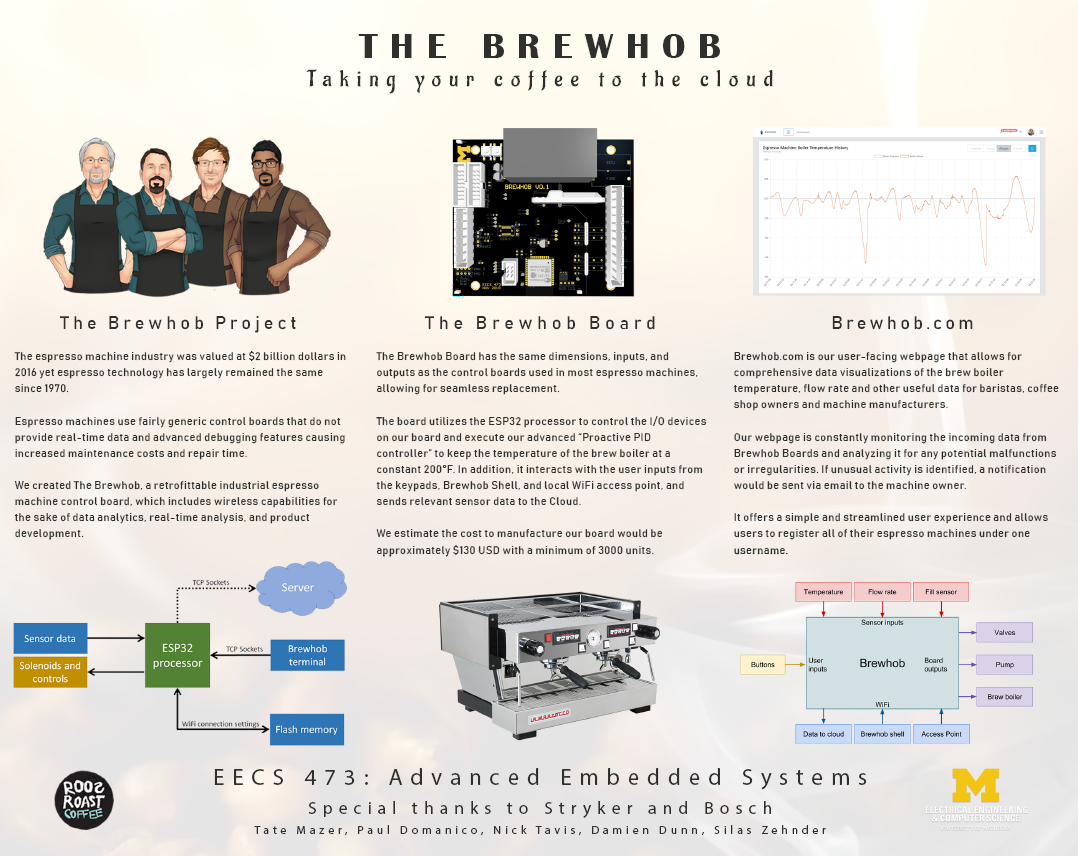 THE BREWHOB
Taking your coffee to the cloud
BREWHOB V0.1
EECS 473
Espresso Machine Boiler Temperature History
The Brewhob Project
The espresso machine industry was valued at $2 billion dollars in
2016 yet espresso technology has largely remained the same
since 1970.
Espresso machines use fairly generic control boards that do not
provide real-time data and advanced debugging features causing
increased maintenance costs and repair time.
We created The Brewhob, a retrofittable industrial espresso
machine control board, which includes wireless capabilities for
the sake of data analytics, real-time analysis, and product
development.
The Brewhob Board
The Brewhob Board has the same dimensions, inputs, and
outputs as the control boards used in most espresso machines,
allowing for seamless replacement.
The board utilizes the ESP32 processor to control the I/O devices
on our board and execute our advanced “Proactive PID
controller” to keep the temperature of the brew boiler at a
constant 200°F. In addition, it interacts with the user inputs from
the keypads, Brewhob Shell, and local WiFi access point, and
sends relevant sensor data to the Cloud.
We estimate the cost to manufacture our board would be
approximately $130 USD with a minimum of 3000 units.
Brewhob.com
Brewhob.com is our user-facing webpage that allows for
comprehensive data visualizations of the brew boiler
temperature, flow rate and other useful data for baristas, coffee
shop owners and machine manufacturers.
Our webpage is constantly monitoring the incoming data from
Brewhob Boards and analyzing it for any potential malfunctions
or irregularities. If unusual activity is identified, a notification
would be sent via email to the machine owner.
It offers a simple and streamlined user experience and allows
users to register all of their espresso machines under one
username.
TCP Sockets
Server
Sensor data
Solenoids and
controls
ESP32
processor
TCP Sockets
Brewhob
terminal
WiFi connection settings
Flash memory
Temperature
Flow rate
Fill sensor
Sensor inputs
Buttons
User
inputs
Brewhob
Board
outputs
Valves
Pump
Brew boiler
WiFi
Data to cloud
Brewhob shell
Access Point
EECS 473: Advanced Embedded Systems
Special thanks to Stryker and Bosch
Tate Mazer, Paul Domanico, Nick Tavis, Damien Dunn, Silas Zehnder
ROOS
ROAST
COFFEE
M
ELECTRICAL ENGINEERING
& COMPUTER SCIENCE
UNIVERSITY OF MICHIGAN